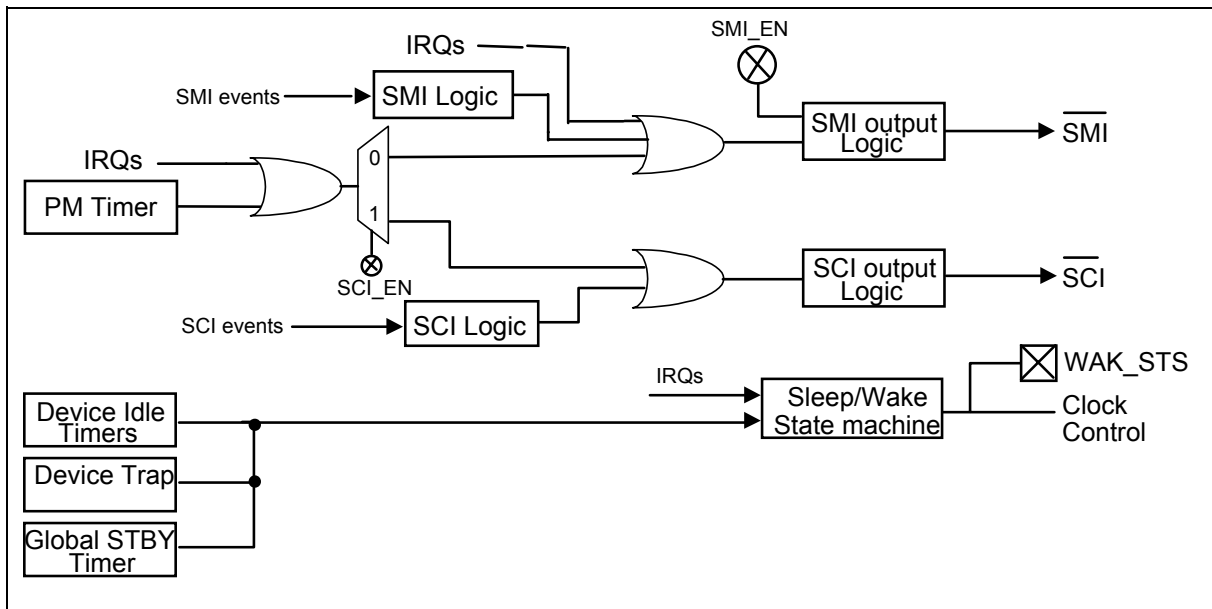 IRQs
SMI_EN
SMI events
SMI Logic
SMI output
Logic
SMI
IRQs
0
PM Timer
1
SCI_EN
SCI output
Logic
SCI
SCI events
SCI Logic
IRQs
WAK_STS
Device Idle
Timers
Sleep/Wake
State machine
Clock
Control
Device Trap
Global STBY
Timer